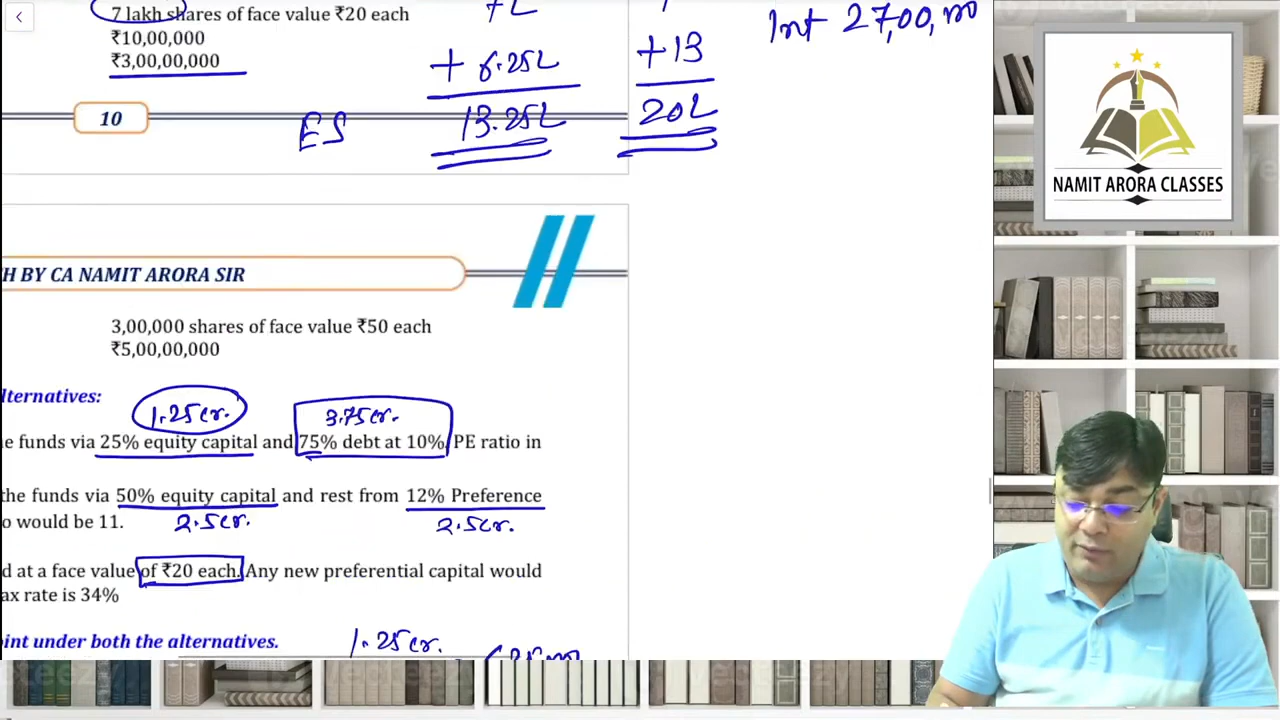 7 lakh shares of face value ₹20 each
₹10,00,000
₹3,00,00,000
+ 6.25L
+13
Int 27,00,000
10
ES
13.25L
20L
H BY CA NAMIT ARORA SIR
3,00,000 shares of face value ₹50 each
₹5,00,00,000
lternatives:
1.25cr.
3.75cr.
e funds via 25% equity capital and 75% debt at 10%. PE ratio in
the funds via 50% equity capital and rest from 12% Preference
o would be 11.
2.5cr.
2.5cr.
d at a face value of ₹20 each. Any new preferential capital would
ax rate is 34%
oint under both the alternatives.
1.25cr.
NAMIT ARORA CLASSES